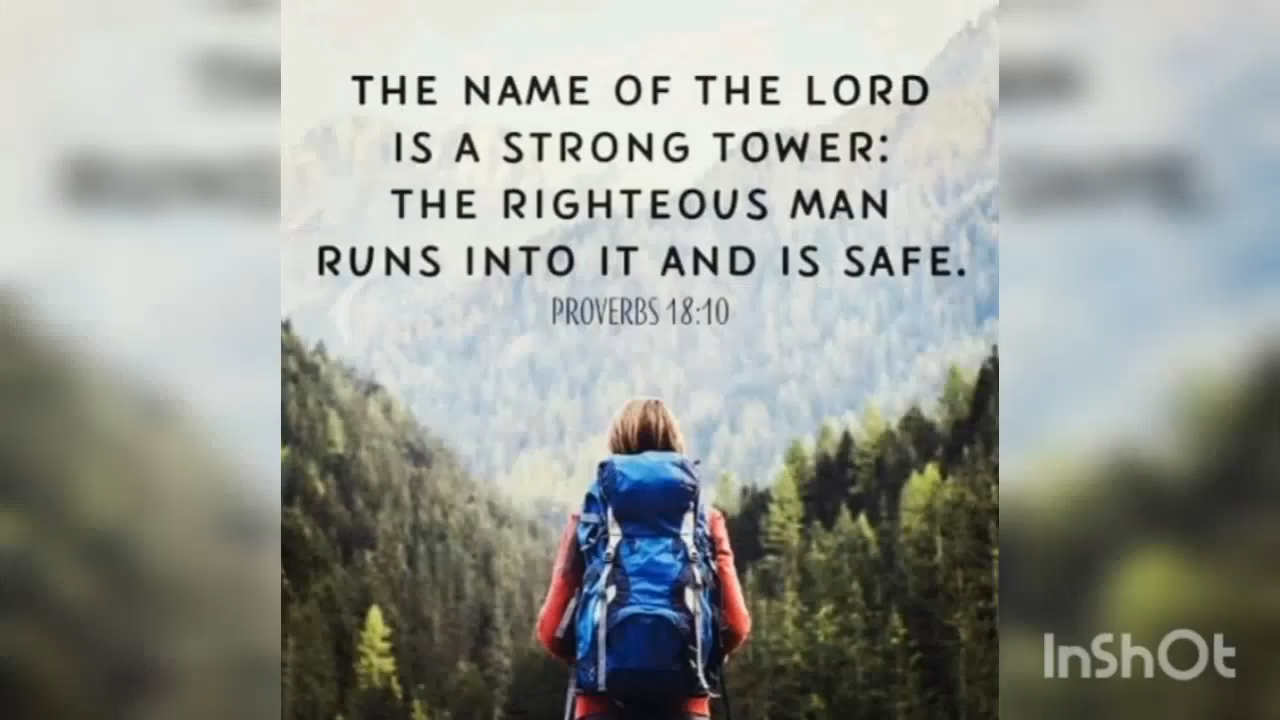 THE NAME OF THE LORD
IS A STRONG TOWER:
THE RIGHTEOUS MAN
RUNS INTO IT AND IS SAFE.
PROVERBS 18:10
InShOt